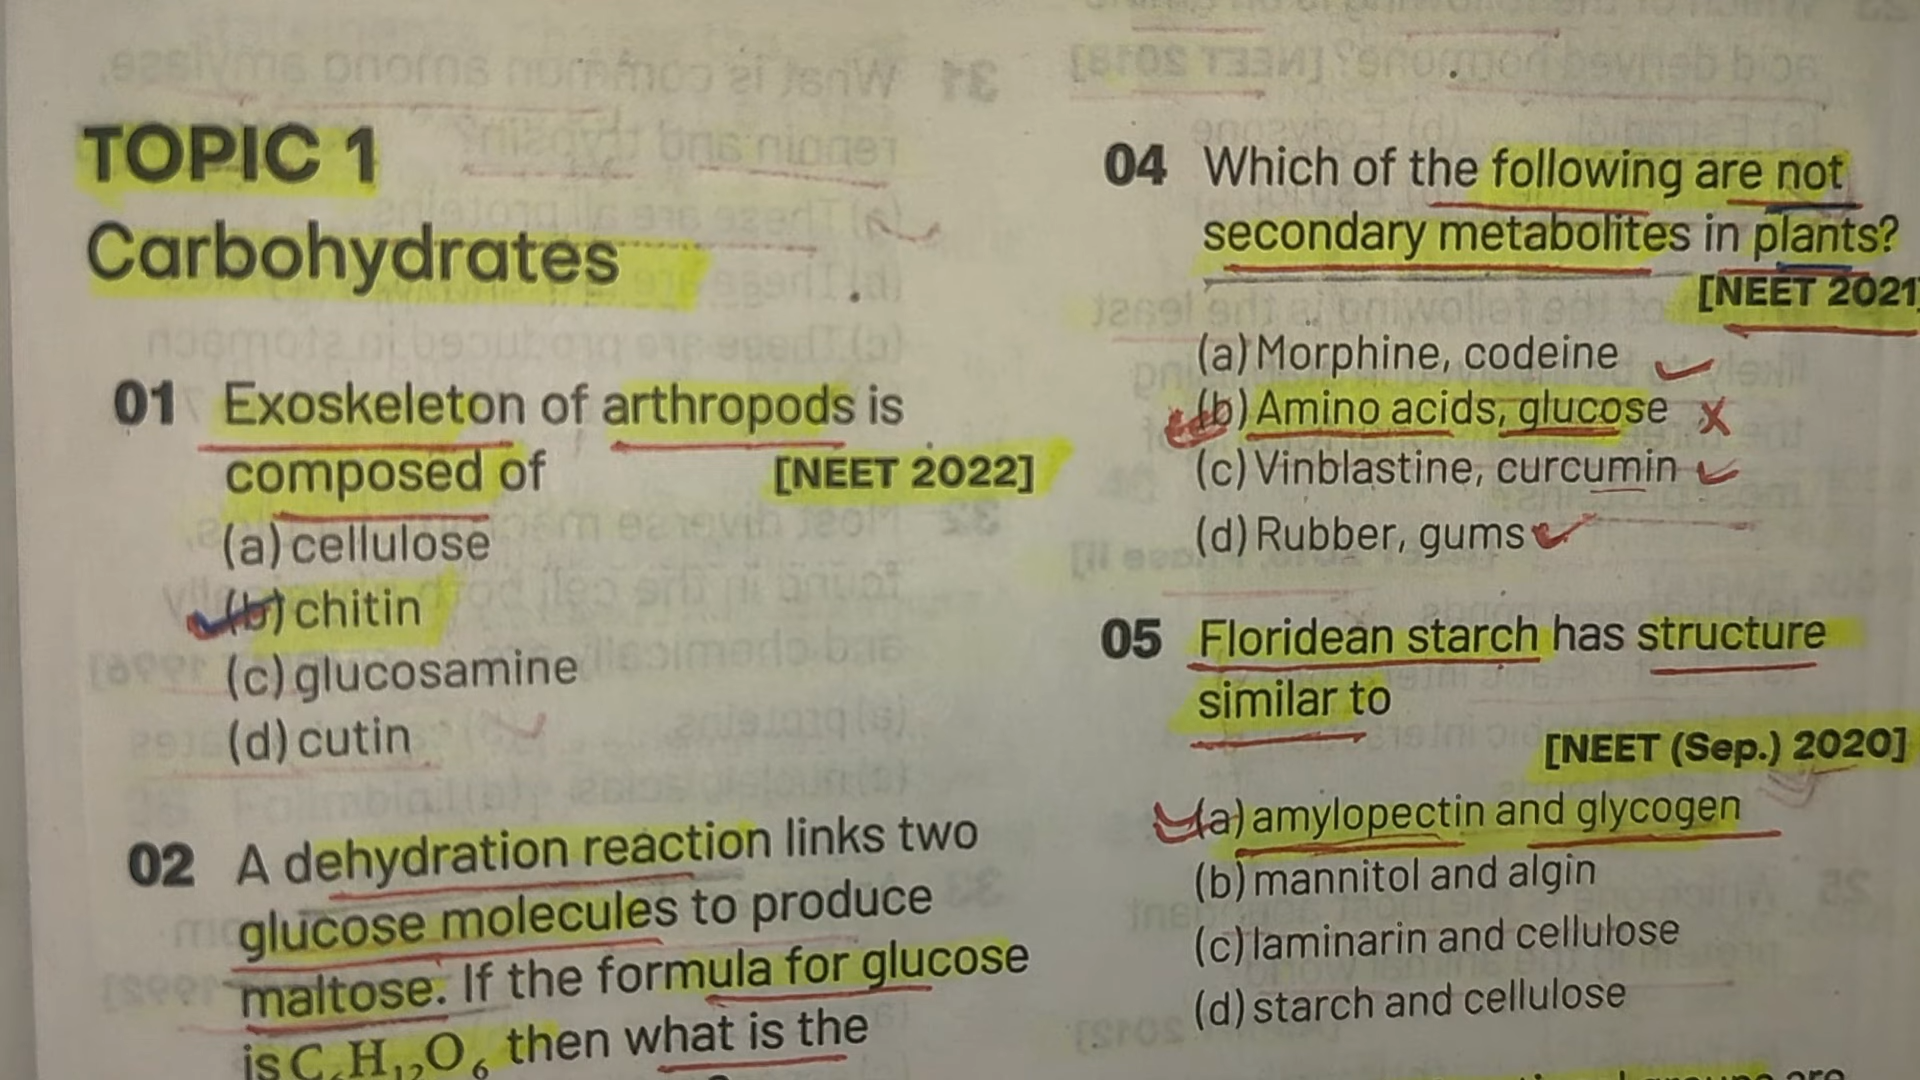 TOPIC 1
Carbohydrates
01 Exoskeleton of arthropods is
composed of [NEET 2022]
(a) cellulose
(b) chitin
(c) glucosamine
(d) cutin
02 A dehydration reaction links two
glucose molecules to produce
maltose. If the formula for glucose
is C₆H₁₂O₆ then what is the
04 Which of the following are not
secondary metabolites in plants?
[NEET 2021]
(a) Morphine, codeine
(b) Amino acids, glucose
(c) Vinblastine, curcumin
(d) Rubber, gums
05 Floridean starch has structure
similar to
[NEET (Sep.) 2020]
(a) amylopectin and glycogen
(b) mannitol and algin
(c) laminarin and cellulose
(d) starch and cellulose